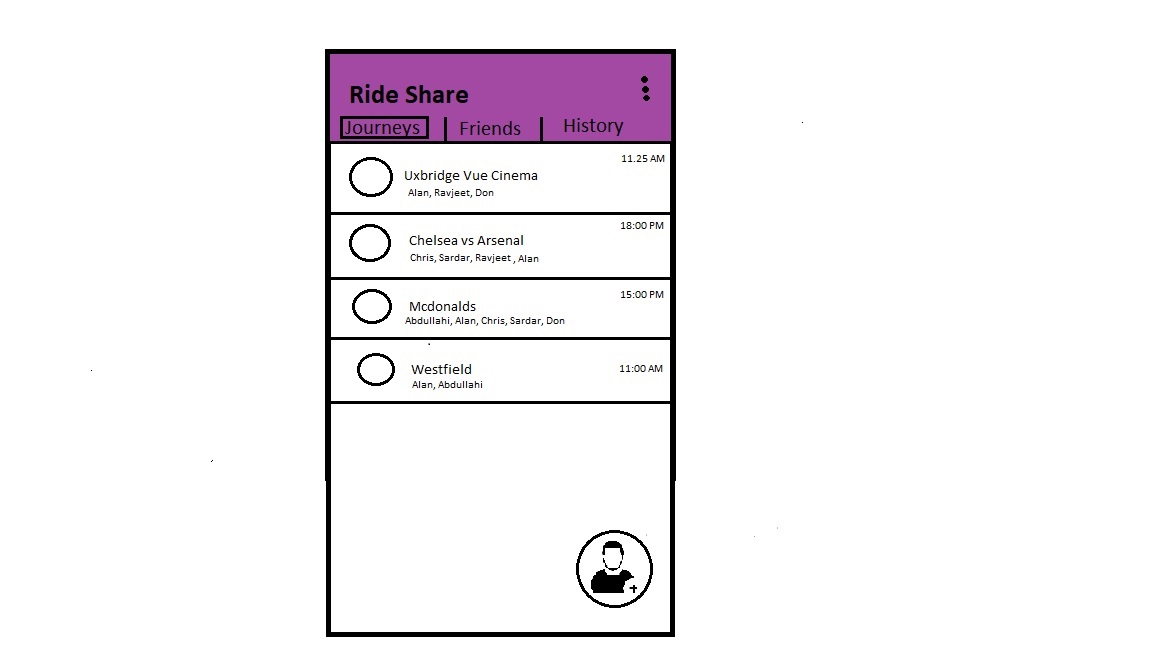 Ride Share
Journeys
Friends
History
11.25 AM
Uxbridge Vue Cinema
Alan, Ravjeet, Don
18:00 PM
Chelsea vs Arsenal
Chris, Sardar, Ravjeet , Alan
15:00 PM
Mcdonalds
Abdullahi, Alan, Chris, Sardar, Don
Westfield
11:00 AM
Alan, Abdullahi